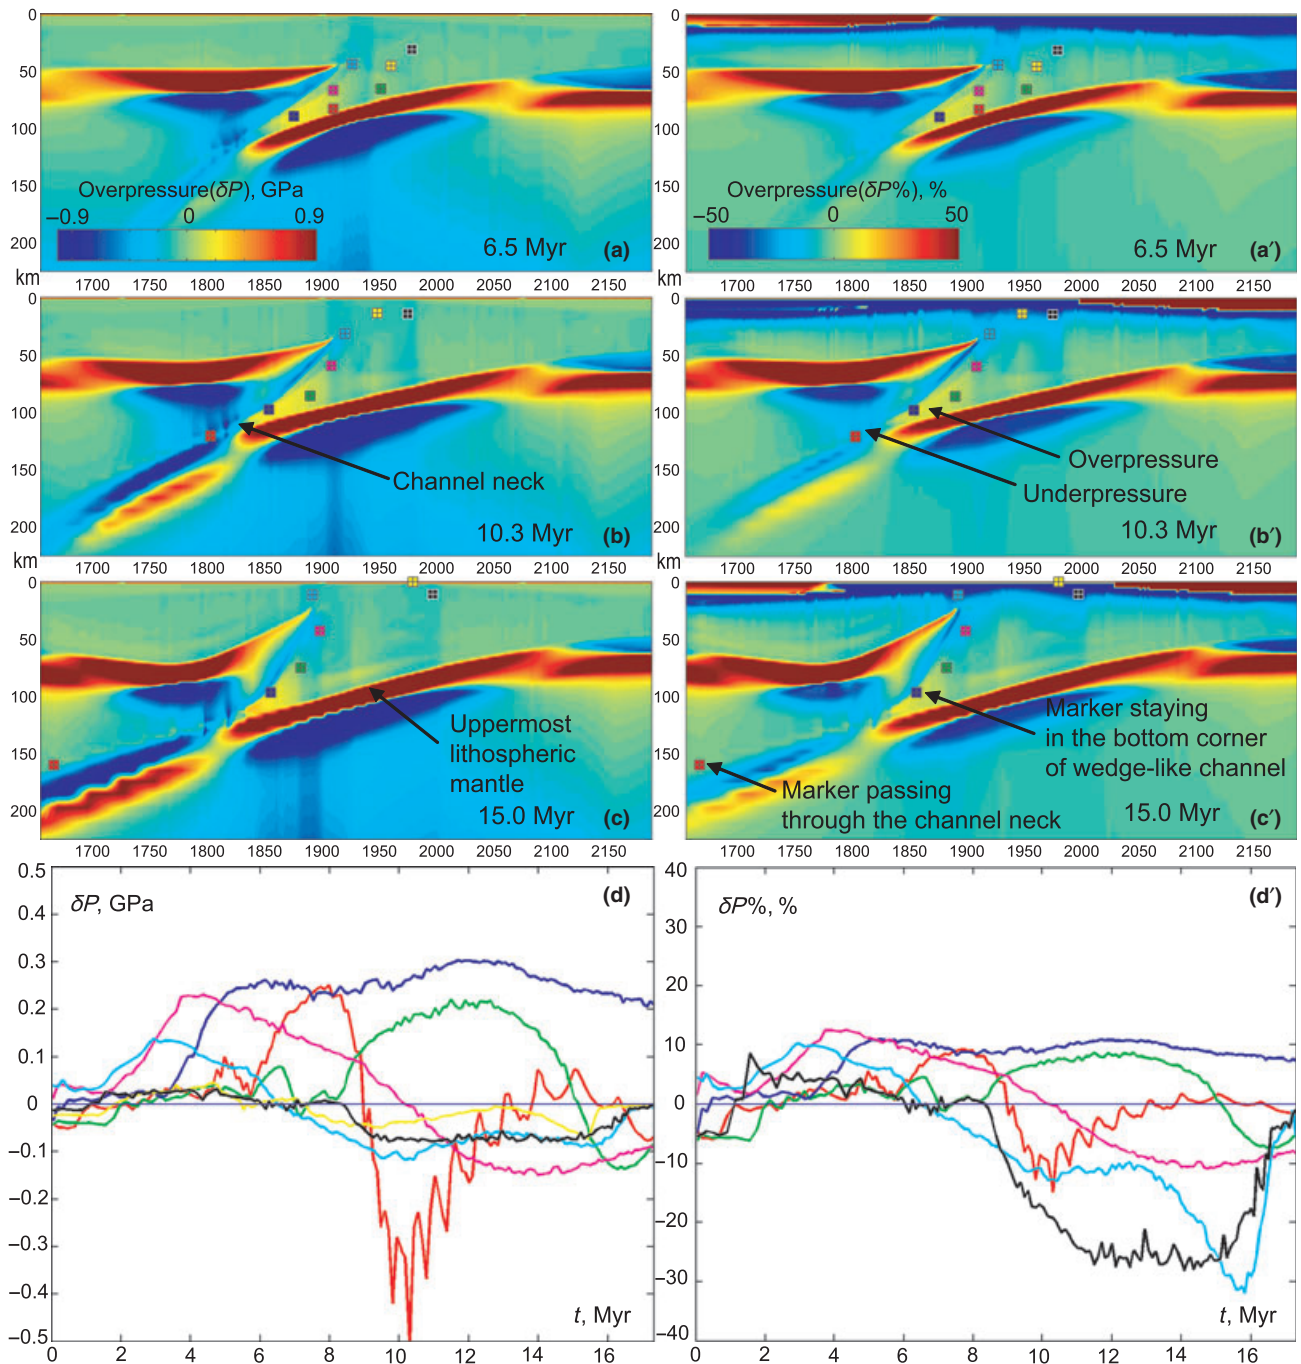 0
50
100
150
200
km
Overpressure(δP), GPa
−0.9 0 0.9
6.5 Myr (a)
1700 1750 1800 1850 1900 1950 2000 2050 2100 2150
0
50
100
150
200
Overpressure(δP%), %
−50 0 50
6.5 Myr (a′)
1700 1750 1800 1850 1900 1950 2000 2050 2100 2150
0
50
100
150
200
km
Channel neck
10.3 Myr (b)
1700 1750 1800 1850 1900 1950 2000 2050 2100 2150
km
0
50
100
150
200
Overpressure
Underpressure
10.3 Myr (b′)
1700 1750 1800 1850 1900 1950 2000 2050 2100 2150
km
0
50
100
150
200
Uppermost
lithospheric
mantle
15.0 Myr (c)
1700 1750 1800 1850 1900 1950 2000 2050 2100 2150
km
0
50
100
150
200
Marker staying
in the bottom corner
of wedge-like channel
Marker passing
through the channel neck
15.0 Myr (c′)
1700 1750 1800 1850 1900 1950 2000 2050 2100 2150
0.5
0.4
0.3
0.2
0.1
0
−0.1
−0.2
−0.3
−0.4
−0.5
δP, GPa
(d)
t, Myr
0 2 4 6 8 10 12 14 16
40
30
20
10
0
−10
−20
−30
−40
δP%, %
(d′)
t, Myr
0 2 4 6 8 10 12 14 16